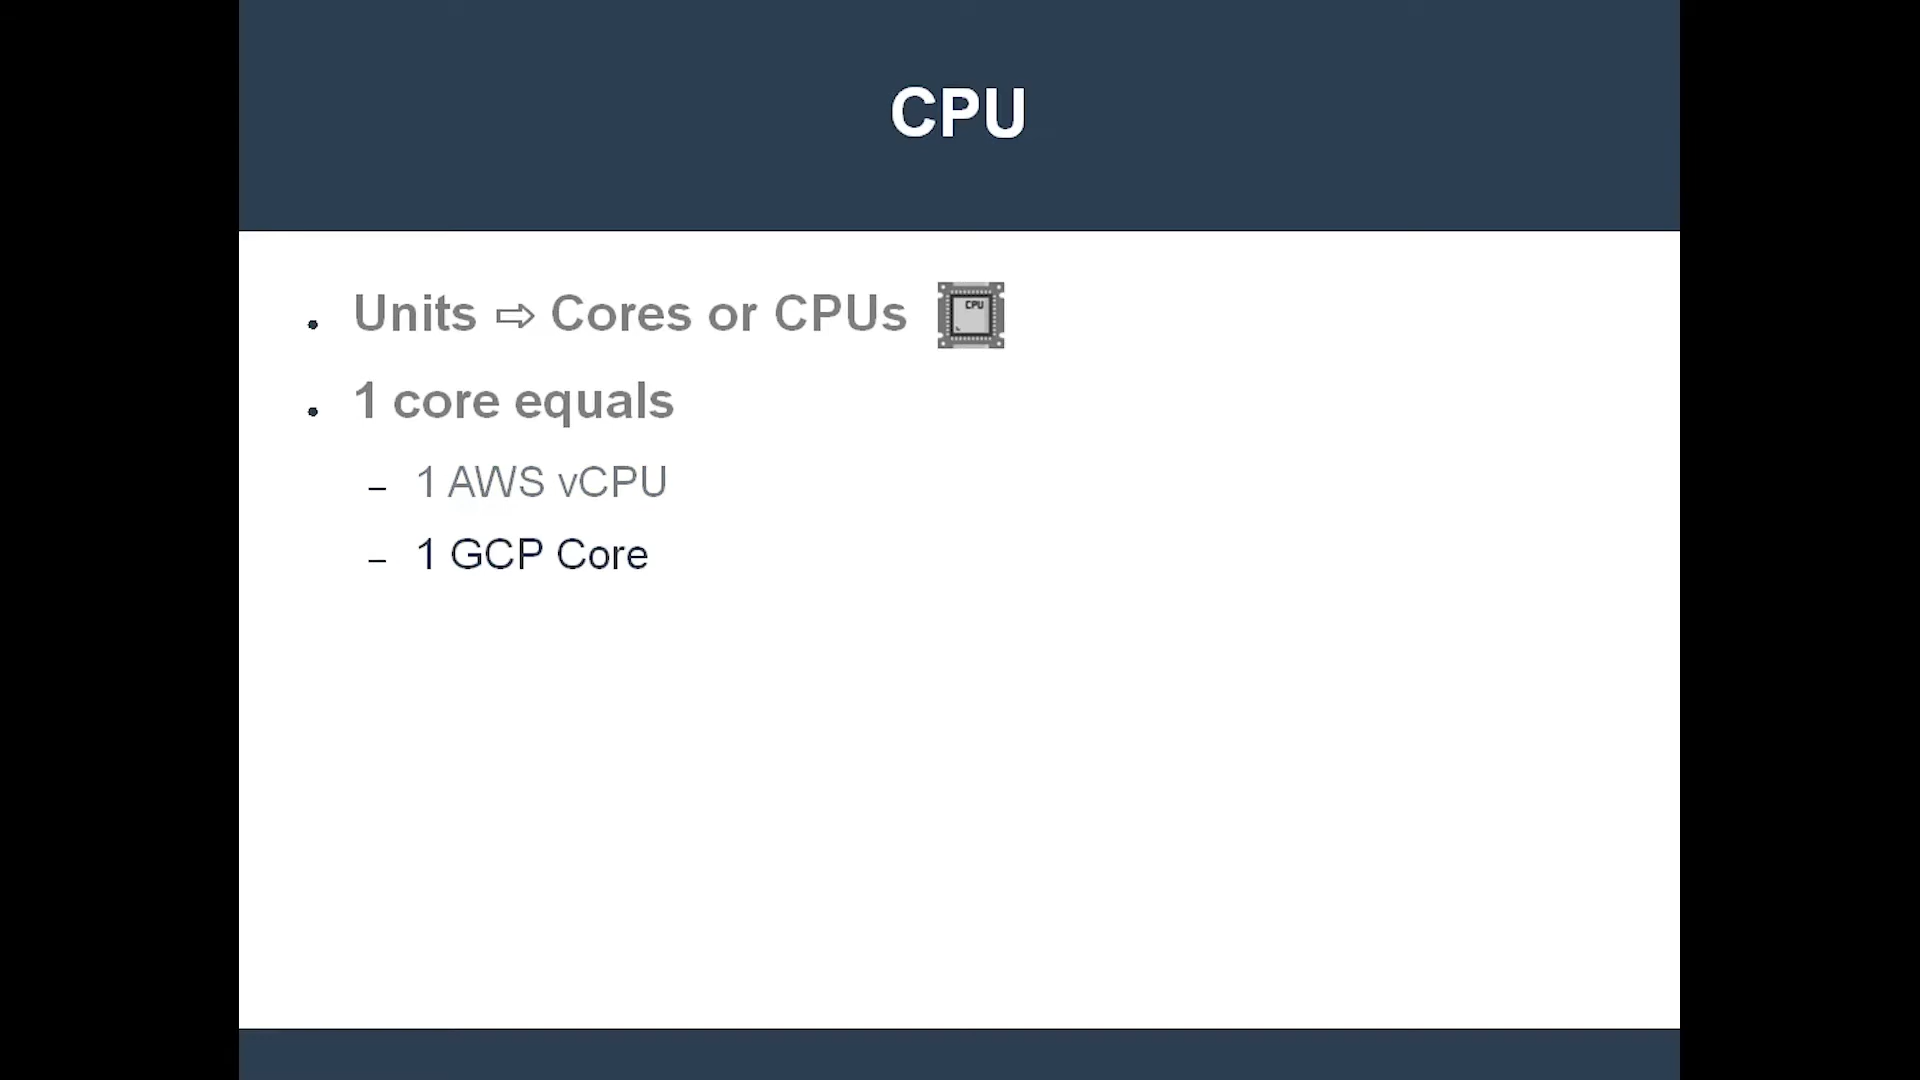 CPU
Units ⇨ Cores or CPUs CPU
1 core equals
– 1 AWS vCPU
– 1 GCP Core